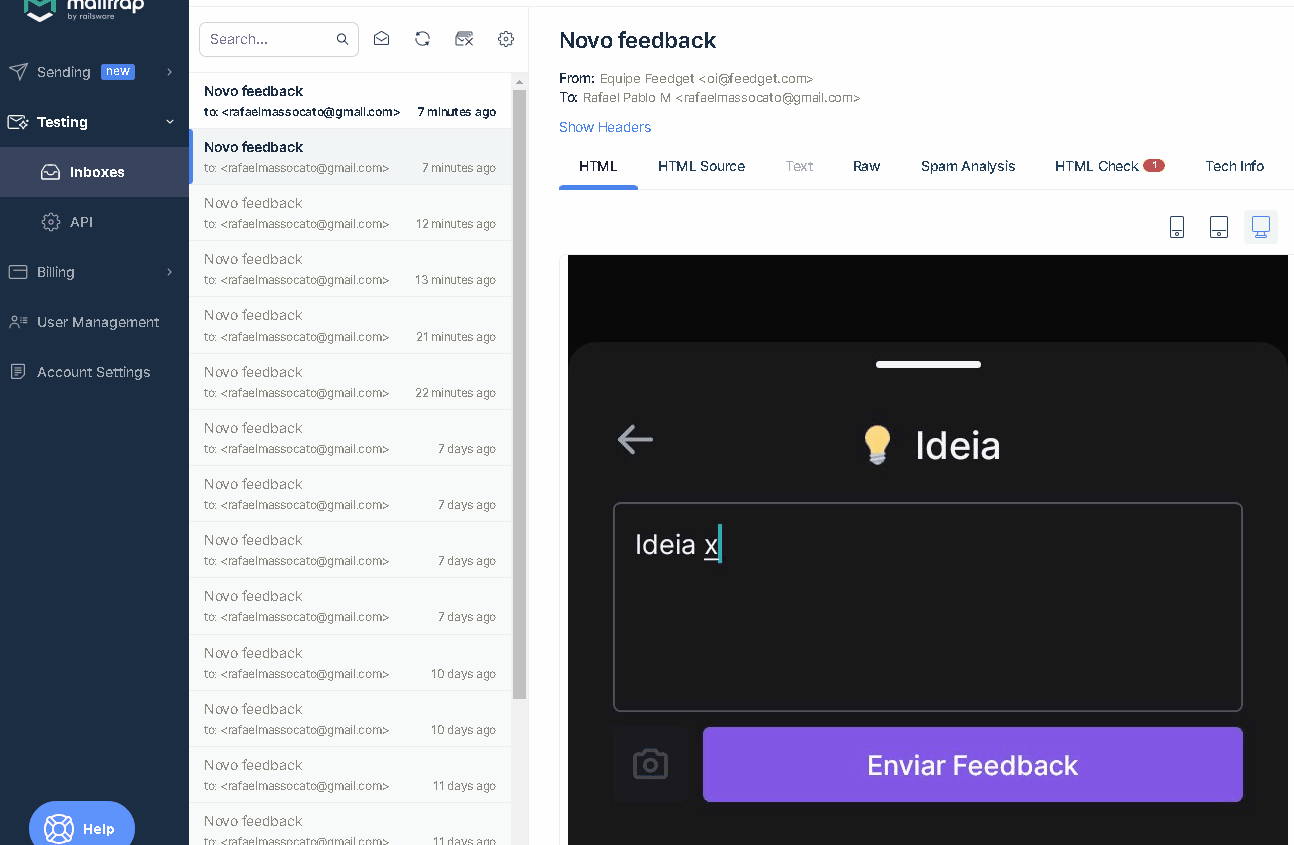 mailtrap
by railsware
Sending new
Testing
Inboxes
API
Billing
User Management
Account Settings
Help
Search...
Novo feedback
to: <rafaelmassocato@gmail.com> 7 minutes ago
Novo feedback
to: <rafaelmassocato@gmail.com> 7 minutes ago
Novo feedback
to: <rafaelmassocato@gmail.com> 12 minutes ago
Novo feedback
to: <rafaelmassocato@gmail.com> 13 minutes ago
Novo feedback
to: <rafaelmassocato@gmail.com> 21 minutes ago
Novo feedback
to: <rafaelmassocato@gmail.com> 22 minutes ago
Novo feedback
to: <rafaelmassocato@gmail.com> 7 days ago
Novo feedback
to: <rafaelmassocato@gmail.com> 7 days ago
Novo feedback
to: <rafaelmassocato@gmail.com> 7 days ago
Novo feedback
to: <rafaelmassocato@gmail.com> 7 days ago
Novo feedback
to: <rafaelmassocato@gmail.com> 10 days ago
Novo feedback
to: <rafaelmassocato@gmail.com> 10 days ago
Novo feedback
to: <rafaelmassocato@gmail.com> 11 days ago
Novo feedback
to: <rafaelmassocato@gmail.com> 11 days ago
Novo feedback
From: Equipe Feedget <oi@feedget.com>
To: Rafael Pablo M <rafaelmassocato@gmail.com>
Show Headers
HTML HTML Source Text Raw Spam Analysis HTML Check 1 Tech Info
Ideia
Ideia x
Enviar Feedback